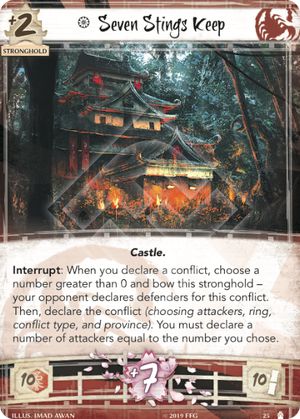 +2
Seven Stings Keep
STRONGHOLD
Castle.
Interrupt: When you declare a conflict, choose a
number greater than 0 and bow this stronghold –
your opponent declares defenders for this conflict.
Then, declare the conflict (choosing attackers, ring,
conflict type, and province). You must declare a
number of attackers equal to the number you chose.
10
+7
10
ILLUS. IMAD AWAN
© 2019 FFG
25